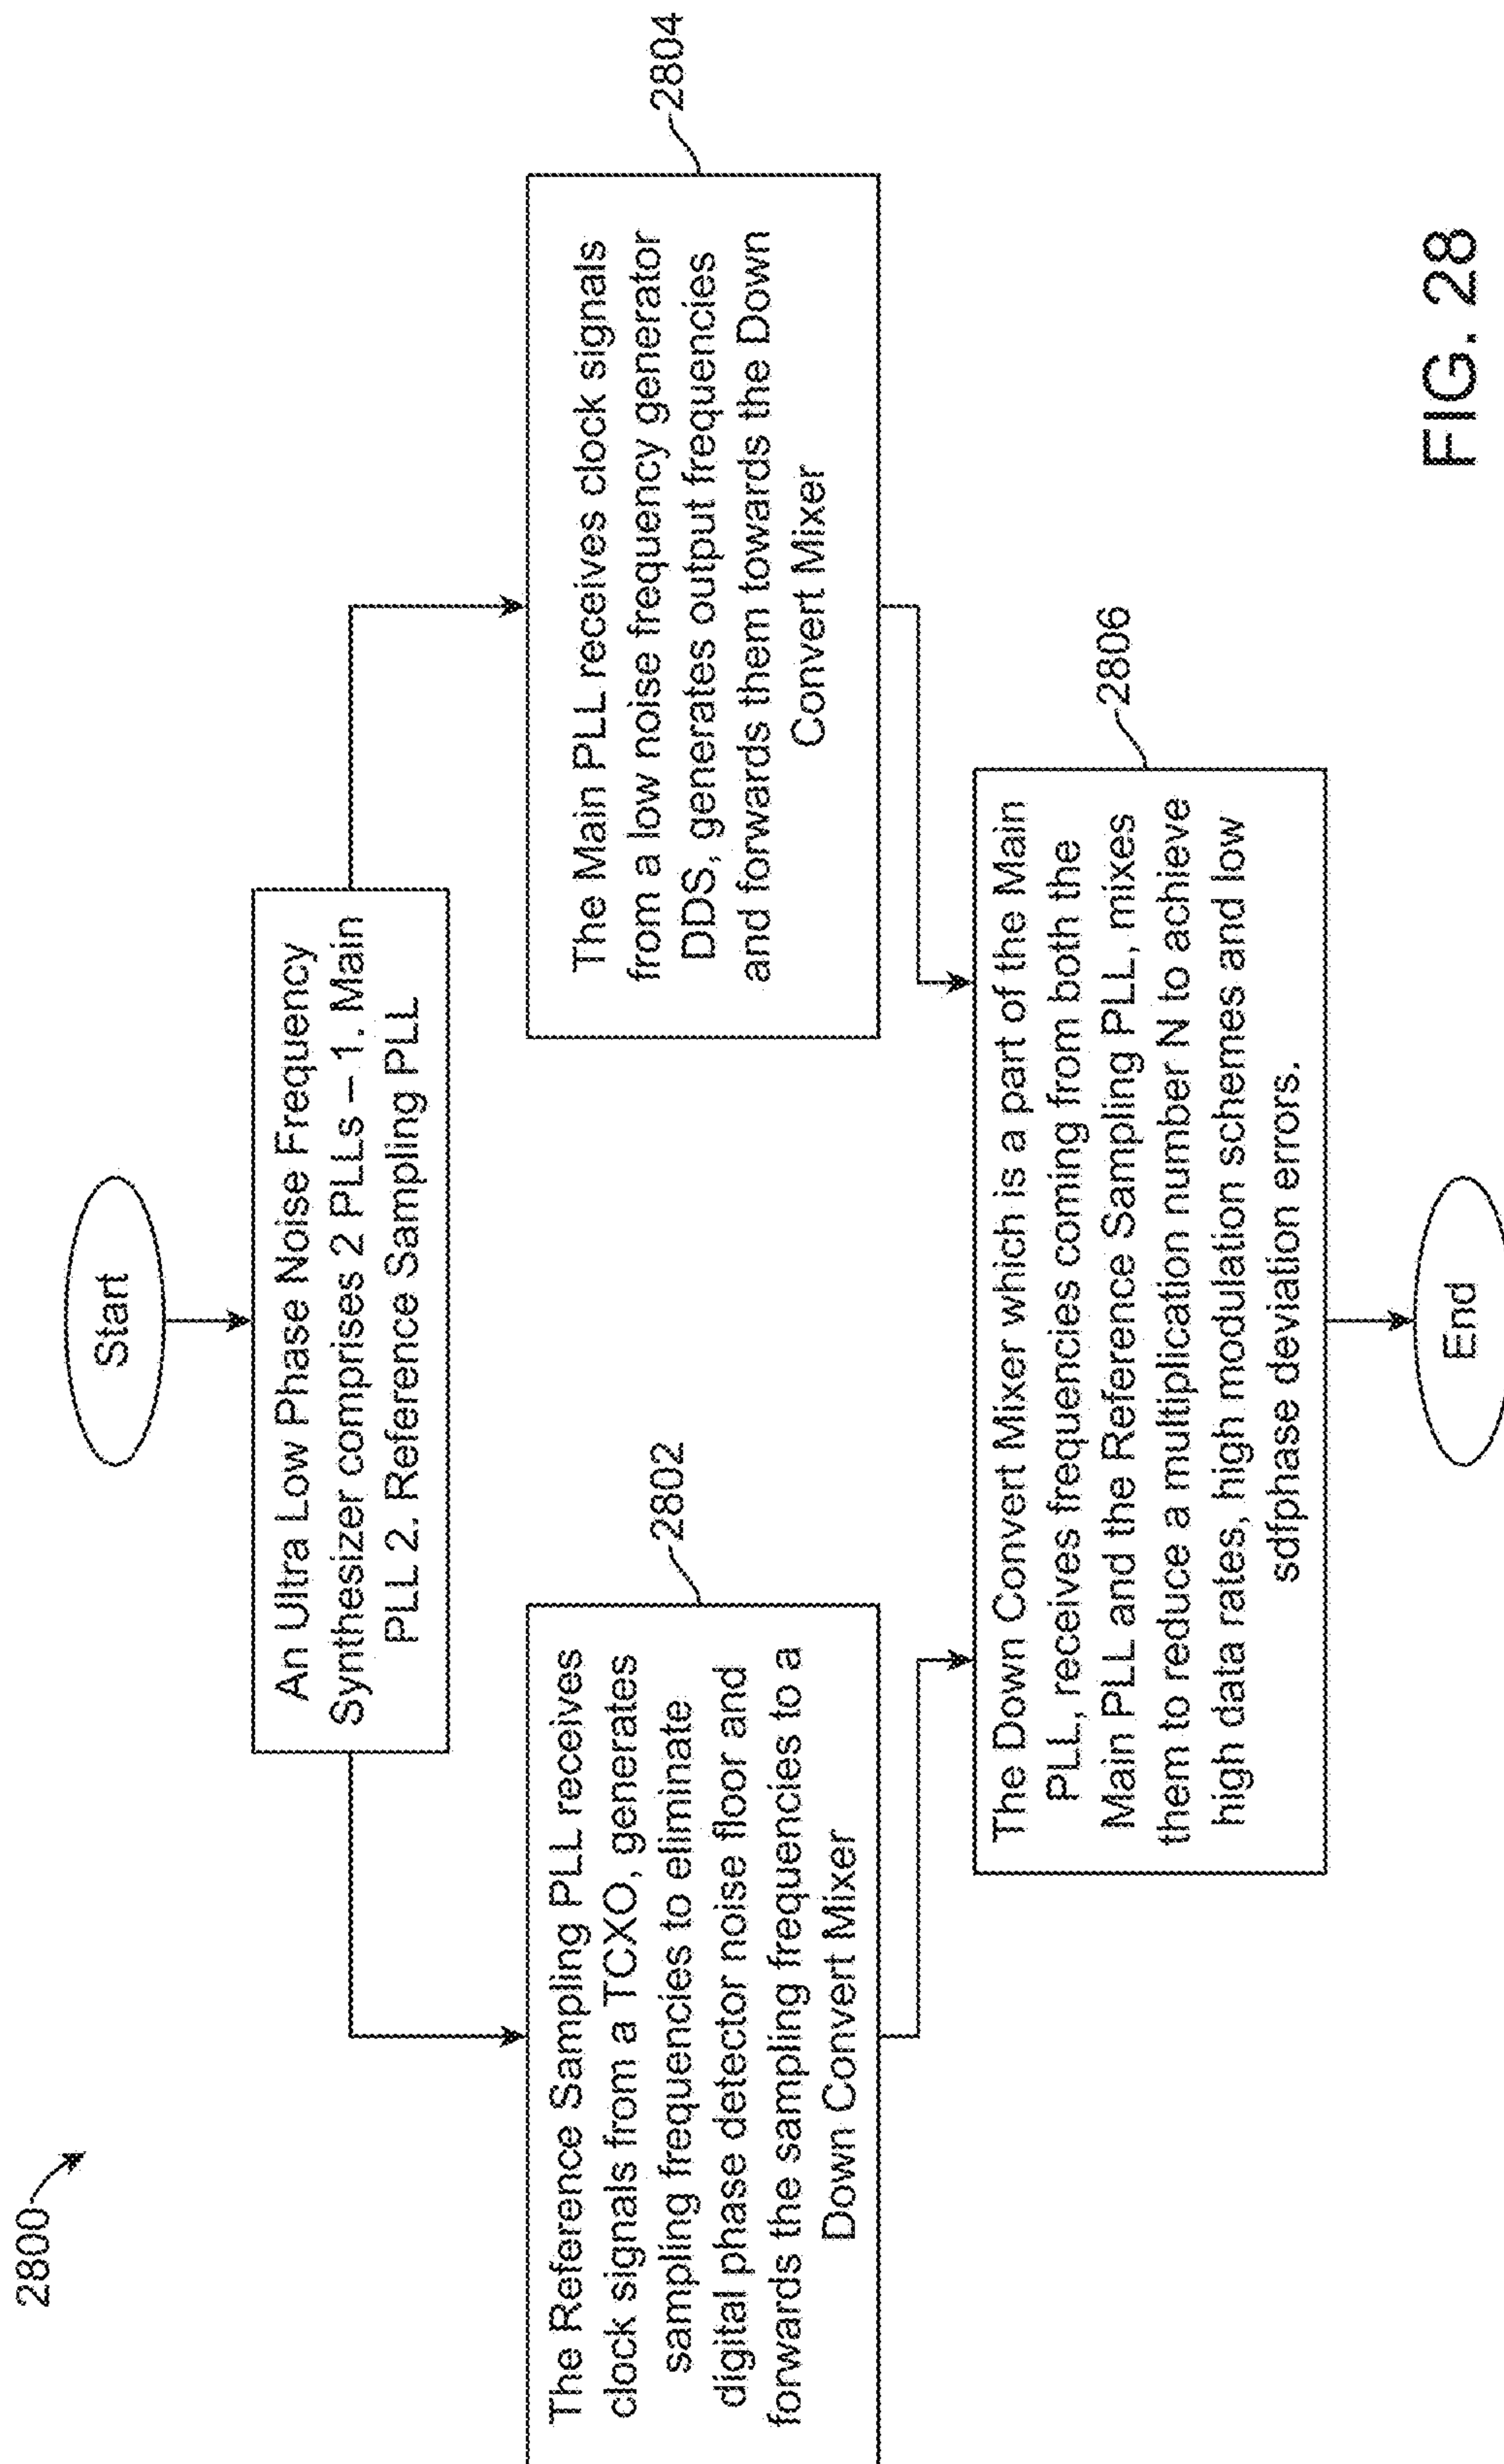 2800
Start
An Ultra Low Phase Noise Frequency
Synthesizer comprises 2 PLLs – 1. Main
PLL 2. Reference Sampling PLL
2802
The Reference Sampling PLL receives
clock signals from a TCXO, generates
sampling frequencies to eliminate
digital phase detector noise floor and
forwards the sampling frequencies to a
Down Convert Mixer
2804
The Main PLL receives clock signals
from a low noise frequency generator
DDS, generates output frequencies
and forwards them towards the Down
Convert Mixer
2806
The Down Convert Mixer which is a part of the Main
PLL, receives frequencies coming from both the
Main PLL and the Reference Sampling PLL, mixes
them to reduce a multiplication number N to achieve
high data rates, high modulation schemes and low
sdfphase deviation errors.
End
FIG. 28